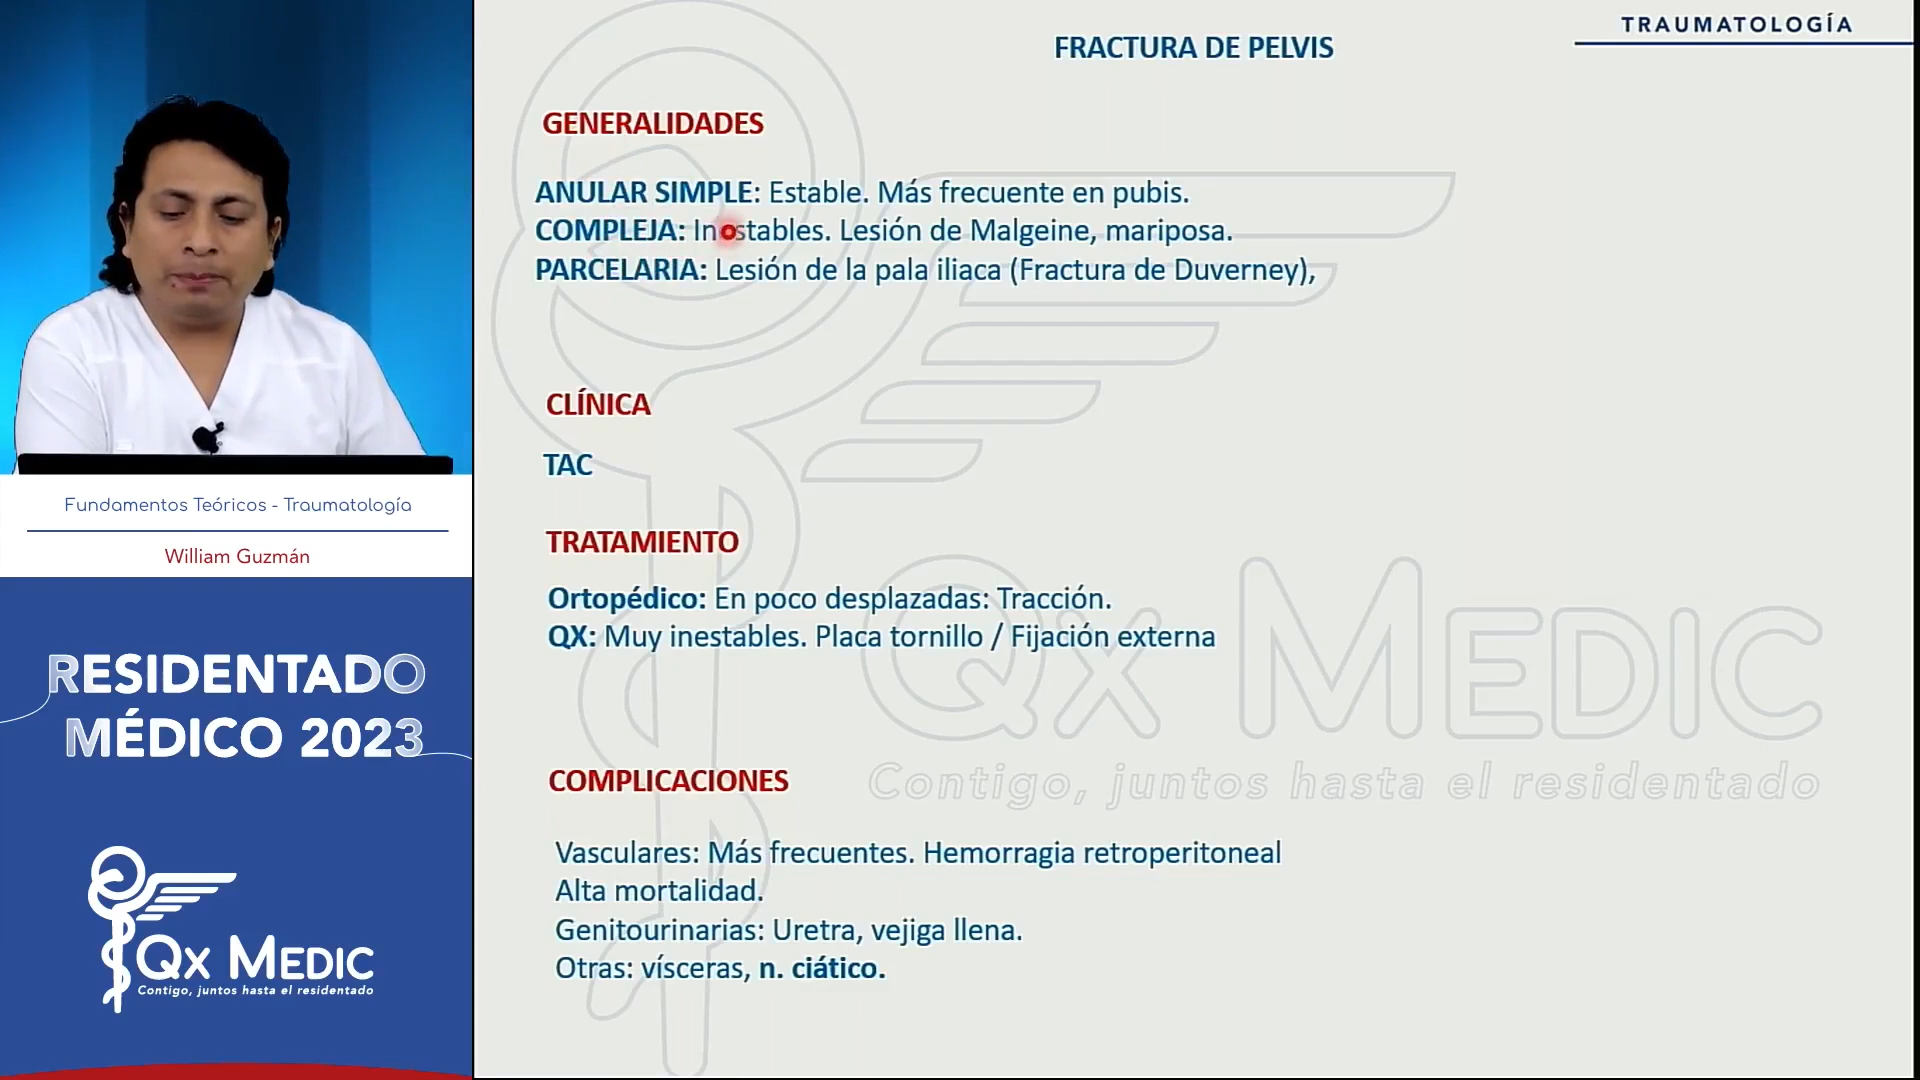 TRAUMATOLOGÍA
FRACTURA DE PELVIS
GENERALIDADES
ANULAR SIMPLE: Estable. Más frecuente en pubis.
COMPLEJA: Inestables. Lesión de Malgeine, mariposa.
PARCELARIA: Lesión de la pala iliaca (Fractura de Duverney),
CLÍNICA
TAC
TRATAMIENTO
Ortopédico: En poco desplazadas: Tracción.
QX: Muy inestables. Placa tornillo / Fijación externa
COMPLICACIONES
Vasculares: Más frecuentes. Hemorragia retroperitoneal
Alta mortalidad.
Genitourinarias: Uretra, vejiga llena.
Otras: vísceras, n. ciático.
QX MEDIC
Contigo, juntos hasta el residentado
Fundamentos Teóricos - Traumatología
William Guzmán
RESIDENTADO
MÉDICO 2023
QX MEDIC
Contigo, juntos hasta el residentado